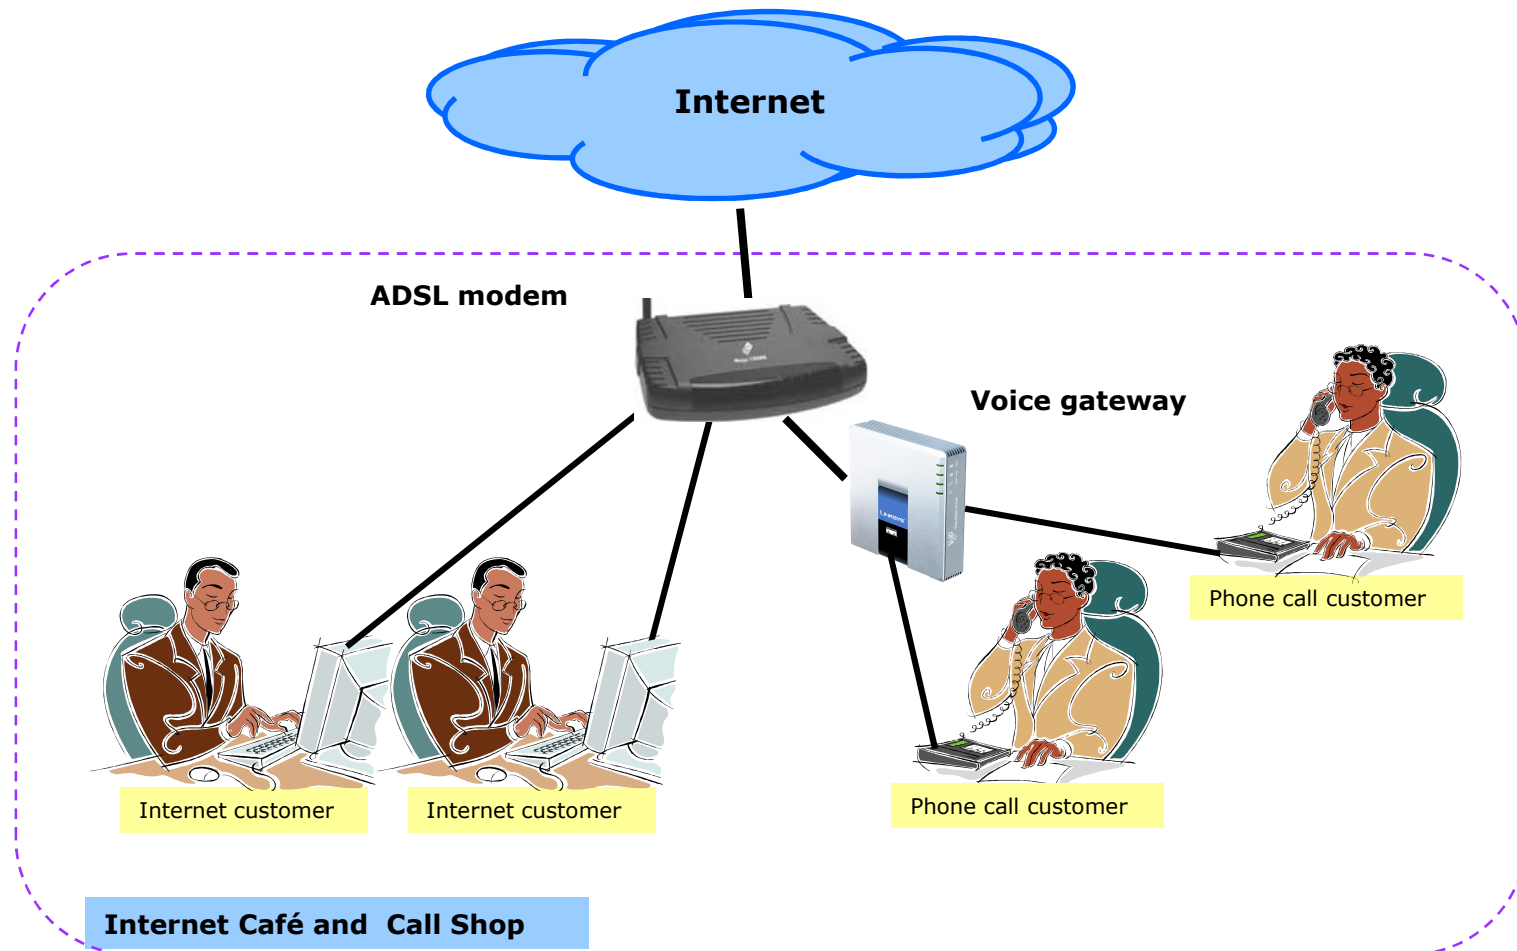 Internet
ADSL modem
Voice gateway
LINKSYS
Phone call customer
Internet customer
Internet customer
Phone call customer
Internet Café and  Call Shop